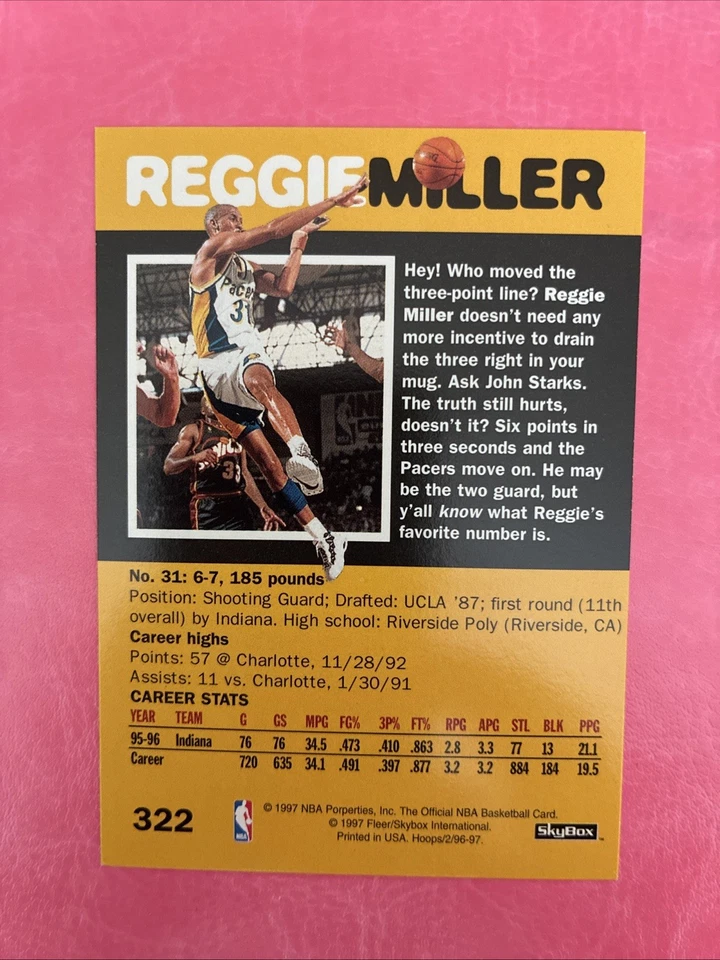 REGGIE MILLER
Pacers
31
SONICS
33
Hey! Who moved the
three-point line? Reggie
Miller doesn't need any
more incentive to drain
the three right in your
mug. Ask John Starks.
The truth still hurts,
doesn't it? Six points in
three seconds and the
Pacers move on. He may
be the two guard, but
y'all know what Reggie's
favorite number is.
No. 31: 6-7, 185 pounds
Position: Shooting Guard; Drafted: UCLA '87; first round (11th
overall) by Indiana. High school: Riverside Poly (Riverside, CA)
Career highs
Points: 57 @ Charlotte, 11/28/92
Assists: 11 vs. Charlotte, 1/30/91
CAREER STATS
YEAR TEAM G GS MPG FG% 3P% FT% RPG APG STL BLK PPG
95-96 Indiana 76 76 34.5 .473 .410 .863 2.8 3.3 77 13 21.1
Career 720 635 34.1 .491 .397 .877 3.2 3.2 884 184 19.5
322
NBA
© 1997 NBA Porperties, Inc. The Official NBA Basketball Card.
© 1997 Fleer/Skybox International.
Printed in USA. Hoops/2/96-97.
SkyBox ™